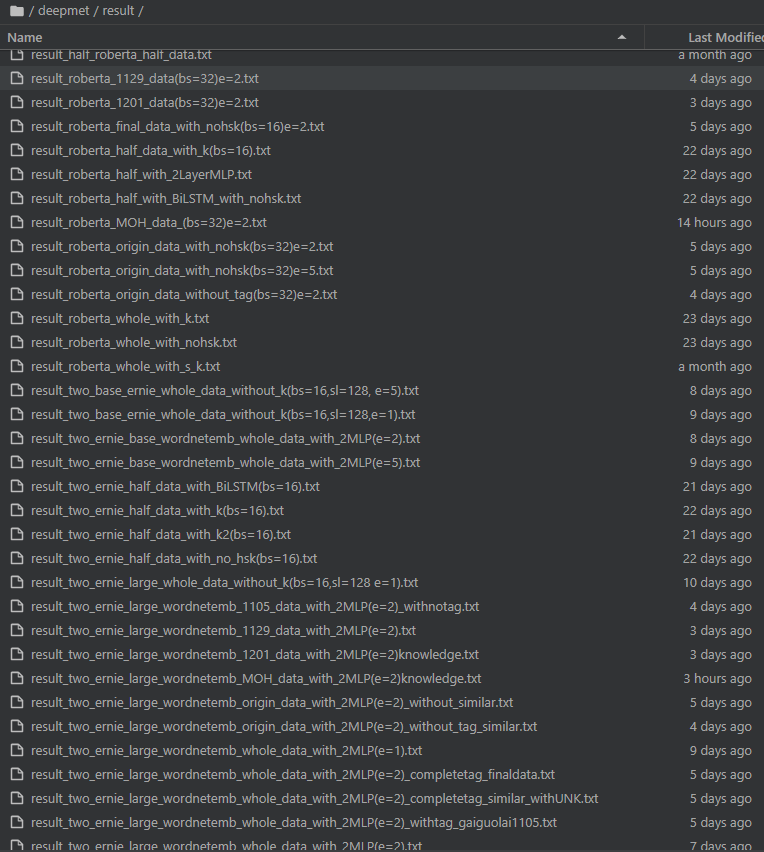 / deepmet / result /
Name Last Modified
result_half_roberta_half_data.txt a month ago
result_roberta_1129_data(bs=32)e=2.txt 4 days ago
result_roberta_1201_data(bs=32)e=2.txt 3 days ago
result_roberta_final_data_with_nohsk(bs=16)e=2.txt 5 days ago
result_roberta_half_data_with_k(bs=16).txt 22 days ago
result_roberta_half_with_2LayerMLP.txt 22 days ago
result_roberta_half_with_BiLSTM_with_nohsk.txt 22 days ago
result_roberta_MOH_data_(bs=32)e=2.txt 14 hours ago
result_roberta_origin_data_with_nohsk(bs=32)e=2.txt 5 days ago
result_roberta_origin_data_with_nohsk(bs=32)e=5.txt 5 days ago
result_roberta_origin_data_without_tag(bs=32)e=2.txt 4 days ago
result_roberta_whole_with_k.txt 23 days ago
result_roberta_whole_with_nohsk.txt 23 days ago
result_roberta_whole_with_s_k.txt a month ago
result_two_base_ernie_whole_data_without_k(bs=16,sl=128, e=5).txt 8 days ago
result_two_base_ernie_whole_data_without_k(bs=16,sl=128,e=1).txt 9 days ago
result_two_ernie_base_wordnetemb_whole_data_with_2MLP(e=2).txt 8 days ago
result_two_ernie_base_wordnetemb_whole_data_with_2MLP(e=5).txt 9 days ago
result_two_ernie_half_data_with_BiLSTM(bs=16).txt 21 days ago
result_two_ernie_half_data_with_k(bs=16).txt 22 days ago
result_two_ernie_half_data_with_k2(bs=16).txt 21 days ago
result_two_ernie_half_data_with_no_hsk(bs=16).txt 22 days ago
result_two_ernie_large_whole_data_without_k(bs=16,sl=128 e=1).txt 10 days ago
result_two_ernie_large_wordnetemb_1105_data_with_2MLP(e=2)_withnotag.txt 4 days ago
result_two_ernie_large_wordnetemb_1129_data_with_2MLP(e=2).txt 3 days ago
result_two_ernie_large_wordnetemb_1201_data_with_2MLP(e=2)knowledge.txt 3 days ago
result_two_ernie_large_wordnetemb_MOH_data_with_2MLP(e=2)knowledge.txt 3 hours ago
result_two_ernie_large_wordnetemb_origin_data_with_2MLP(e=2)_without_similar.txt 5 days ago
result_two_ernie_large_wordnetemb_origin_data_with_2MLP(e=2)_without_tag_similar.txt 4 days ago
result_two_ernie_large_wordnetemb_whole_data_with_2MLP(e=1).txt 9 days ago
result_two_ernie_large_wordnetemb_whole_data_with_2MLP(e=2)_completetag_finaldata.txt 5 days ago
result_two_ernie_large_wordnetemb_whole_data_with_2MLP(e=2)_completetag_similar_withUNK.txt 5 days ago
result_two_ernie_large_wordnetemb_whole_data_with_2MLP(e=2)_withtag_gaiguolai1105.txt 5 days ago
result_two_ernie_large_wordnetemb_whole_data_with_2MLP(e=2).txt 7 days ago